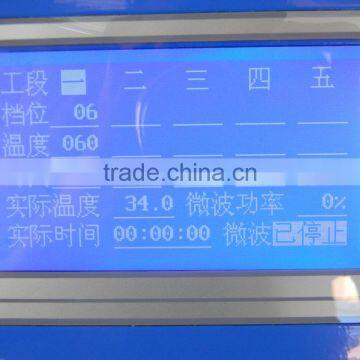 工段 一 二 三 四 五
档位 06
温度 060
trade.china.cn
实际温度 34.0 微波功率 0%
实际时间 00:00:00 微波已停止